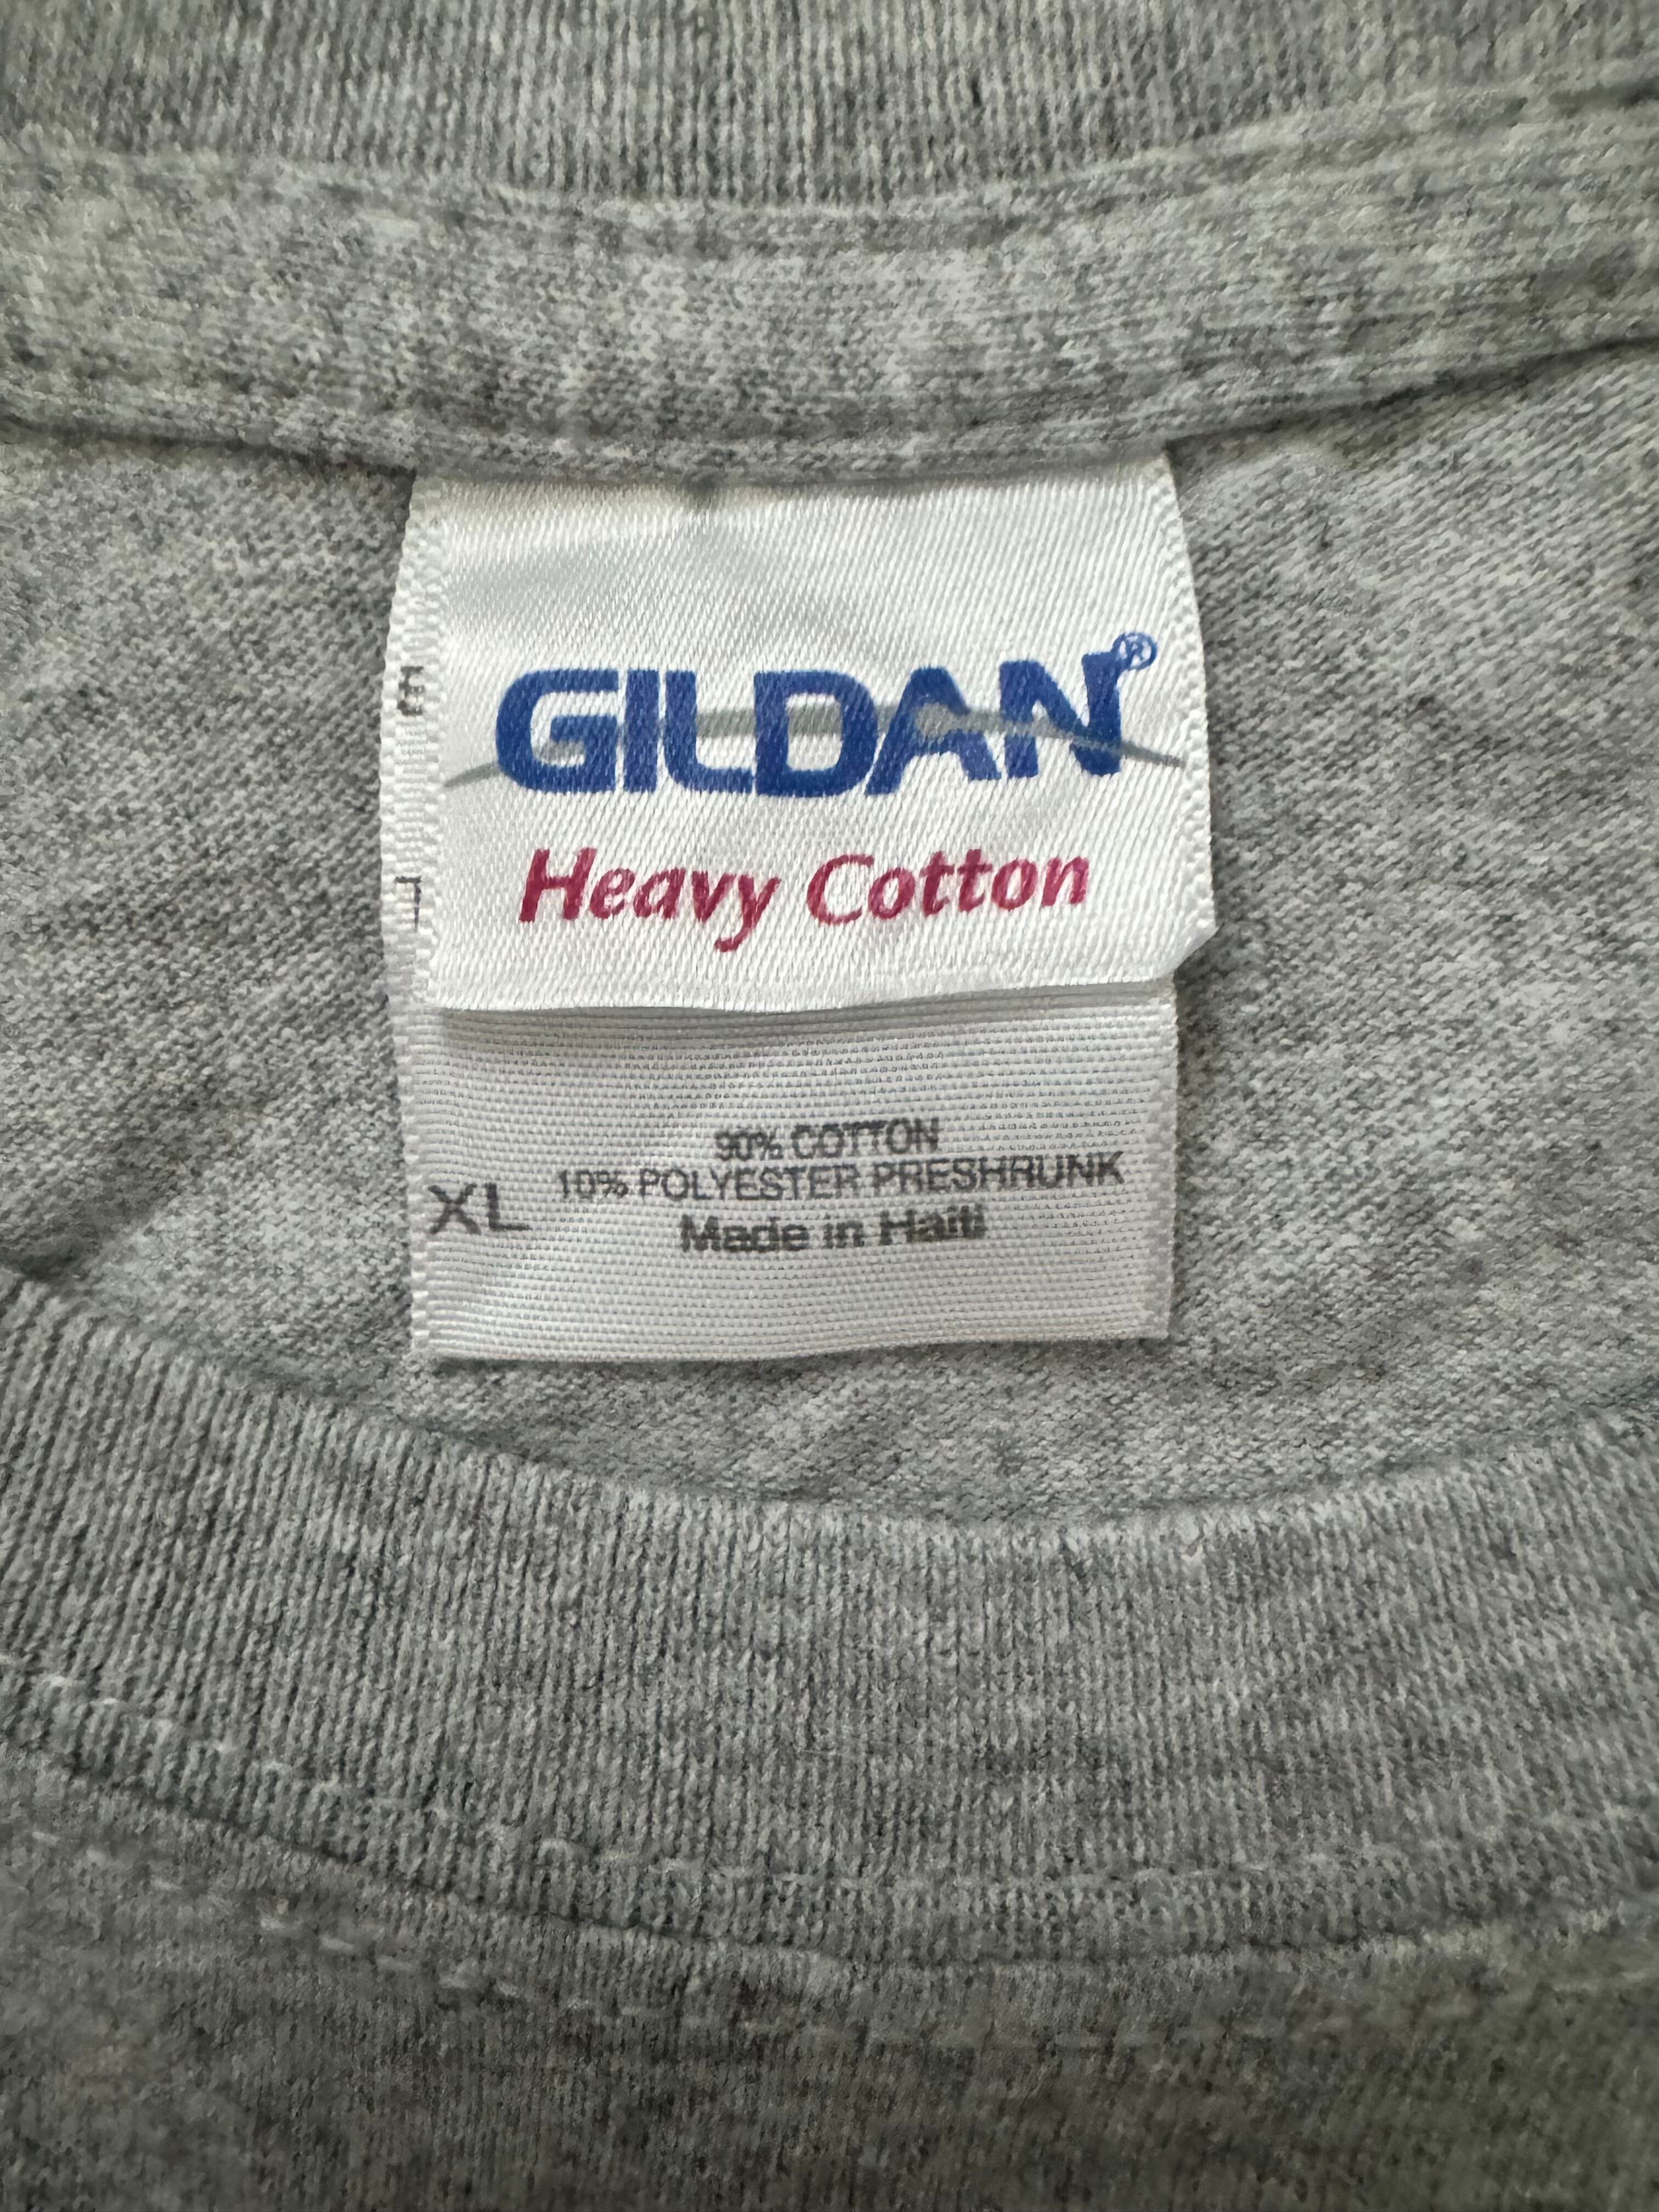 GILDAN®
Heavy Cotton
90% COTTON
10% POLYESTER PRESHRUNK
XL
Made in Haiti